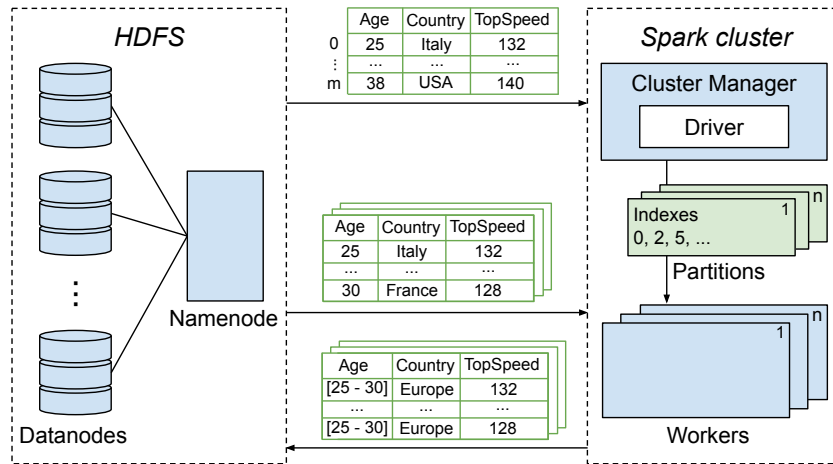 HDFS
Datanodes
Namenode
Age Country TopSpeed
0 25 Italy 132
⋮ ... ... ...
m 38 USA 140
Age Country TopSpeed
25 Italy 132
... ... ...
30 France 128
Age Country TopSpeed
[25 - 30] Europe 132
... ... ...
[25 - 30] Europe 128
Spark cluster
Cluster Manager
Driver
n
1
Indexes
0, 2, 5, ...
Partitions
n
1
Workers